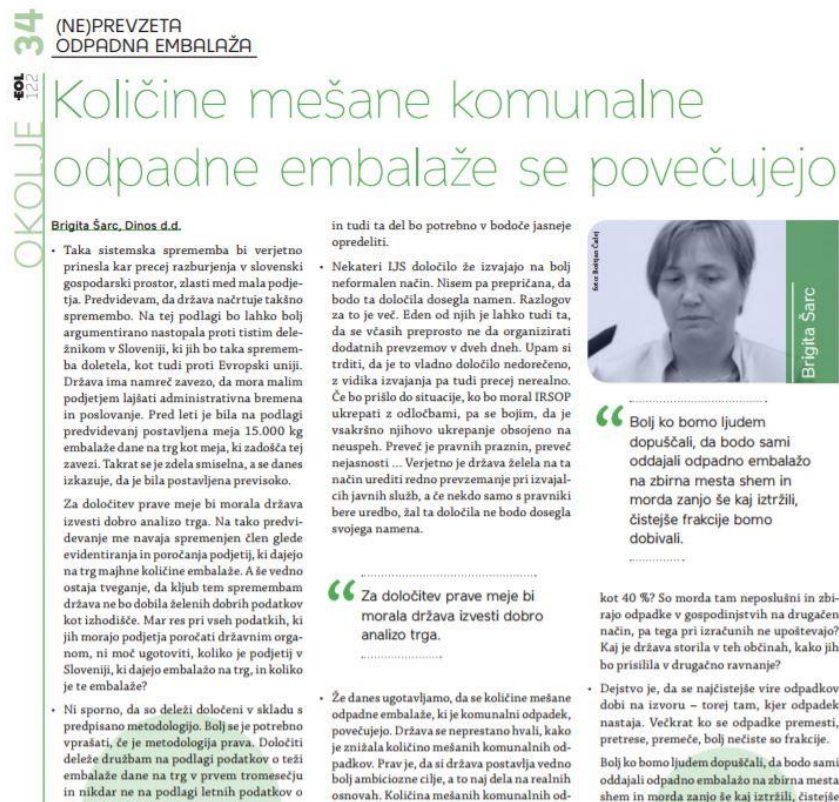 34
(NE)PREVZETA
ODPADNA EMBALAŽA
EOL
122
OKOLJE
Količine mešane komunalne
odpadne embalaže se povečujejo
Brigita Šarc, Dinos d.d.
• Taka sistemska sprememba bi verjetno
prinesla kar precej razburjenja v slovenski
gospodarski prostor, zlasti med mala podje-
tja. Predvidevam, da država načrtuje takšno
spremembo. Na tej podlagi bo lahko bolj
argumentirano nastopala proti tistim dele-
žnikom v Sloveniji, ki jih bo taka spremem-
ba doletela, kot tudi proti Evropski uniji.
Država ima namreč zavezo, da mora malim
podjetjem lajšati administrativna bremena
in poslovanje. Pred leti je bila na podlagi
predvidevanj postavljena meja 15.000 kg
embalaže dane na trg kot meja, ki zadošča tej
zavezi. Takrat se je zdela smiselna, a se danes
izkazuje, da je bila postavljena previsoko.
Za določitev prave meje bi morala država
izvesti dobro analizo trga. Na tako predvi-
devanje me navaja spremenjen člen glede
evidentiranja in poročanja podjetij, ki dajejo
na trg majhne količine embalaže. A še vedno
ostaja tveganje, da kljub tem spremembam
država ne bo dobila želenih dobrih podatkov
kot izhodišče. Mar res pri vseh podatkih, ki
jih morajo podjetja poročati državnim orga-
nom, ni moč ugotoviti, koliko je podjetij v
Sloveniji, ki dajejo embalažo na trg, in koliko
je te embalaže?
• Ni sporno, da so deleži določeni v skladu s
predpisano metodologijo. Bolj se je potrebno
vprašati, če je metodologija prava. Določiti
deleže družbam na podlagi podatkov o teži
embalaže dane na trg v prvem tromesečju
in nikdar ne na podlagi letnih podatkov o
in tudi ta del bo potrebno v bodoče jasneje
opredeliti.
• Nekateri IJS določilo že izvajajo na bolj
neformalen način. Nisem pa prepričana, da
bodo ta določila dosegla namen. Razlogov
za to je več. Eden od njih je lahko tudi ta,
da se včasih preprosto ne da organizirati
dodatnih prevzemov v dveh dneh. Upam si
trditi, da je to vladno določilo nedorečeno,
z vidika izvajanja pa tudi precej nerealno.
Če bo prišlo do situacije, ko bo moral IRSOP
ukrepati z odločbami, pa se bojim, da je
vsakršno njihovo ukrepanje obsojeno na
neuspeh. Preveč je pravnih praznin, preveč
nejasnosti ... Verjetno je država želela na ta
način urediti redno prevzemanje pri izvajal-
cih javnih služb, a če nekdo samo s pravniki
bere uredbo, žal ta določila ne bodo dosegla
svojega namena.
“ Za določitev prave meje bi
morala država izvesti dobro
analizo trga.
• Že danes ugotavljamo, da se količine mešane
odpadne embalaže, ki je komunalni odpadek,
povečujejo. Država se neprestano hvali, kako
je znižala količino mešanih komunalnih od-
padkov. Prav je, da si država postavlja vedno
bolj ambiciozne cilje, a to naj dela na realnih
osnovah. Količina mešanih komunalnih od-
foto: Boštjan Čadej
Brigita Šarc
“ Bolj ko bomo ljudem
dopuščali, da bodo sami
oddajali odpadno embalažo
na zbirna mesta shem in
morda zanjo še kaj iztržili,
čistejše frakcije bomo
dobivali.
kot 40 %? So morda tam neposlušni in zbi-
rajo odpadke v gospodinjstvih na drugačen
način, pa tega pri izračunih ne upoštevajo?
Kaj je država storila v teh občinah, kako jih
bo prisilila v drugačno ravnanje?
• Dejstvo je, da se najčistejše vire odpadkov
dobi na izvoru – torej tam, kjer odpadek
nastaja. Večkrat ko se odpadke premesti,
pretrese, premeče, bolj nečiste so frakcije.
Bolj ko bomo ljudem dopuščali, da bodo sami
oddajali odpadno embalažo na zbirna mesta
shem in morda zanjo še kaj iztržili, čistejše